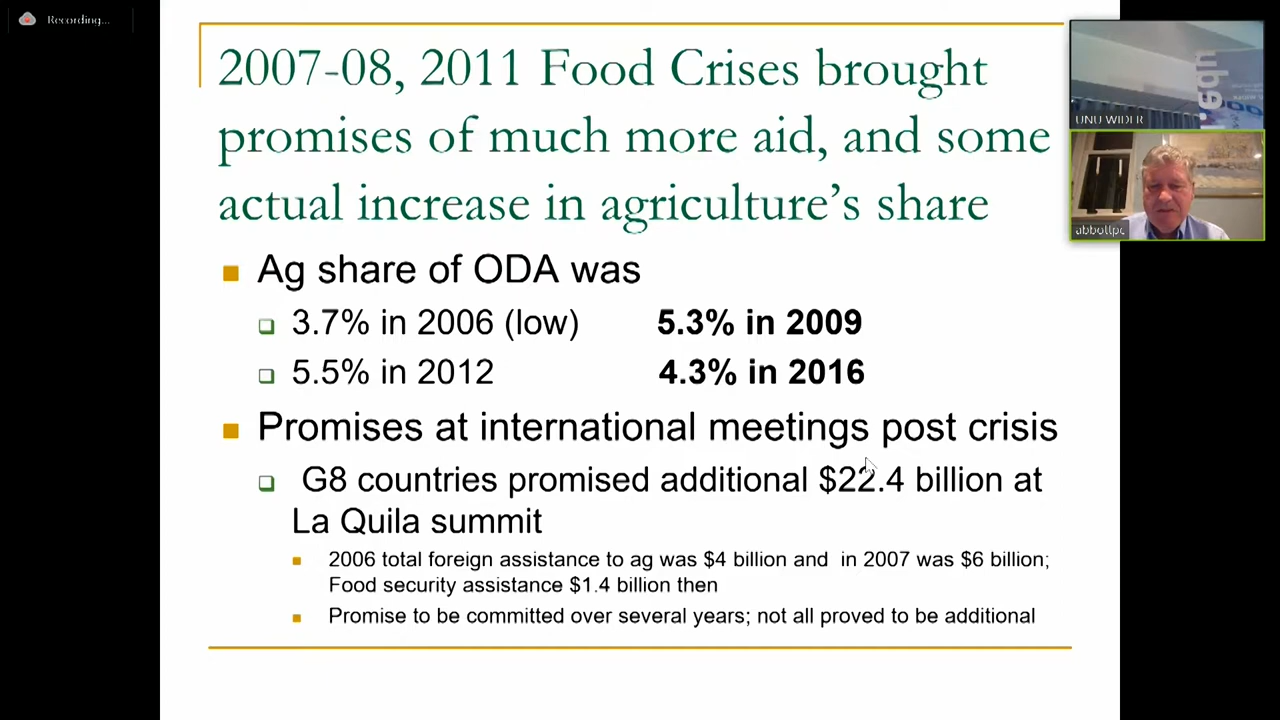 Recording...
2007-08, 2011 Food Crises brought
promises of much more aid, and some
actual increase in agriculture's share
Ag share of ODA was
3.7% in 2006 (low) 5.3% in 2009
5.5% in 2012 4.3% in 2016
Promises at international meetings post crisis
G8 countries promised additional $22.4 billion at
La Quila summit
2006 total foreign assistance to ag was $4 billion and in 2007 was $6 billion;
Food security assistance $1.4 billion then
Promise to be committed over several years; not all proved to be additional
UNU WIDER
abbottpc